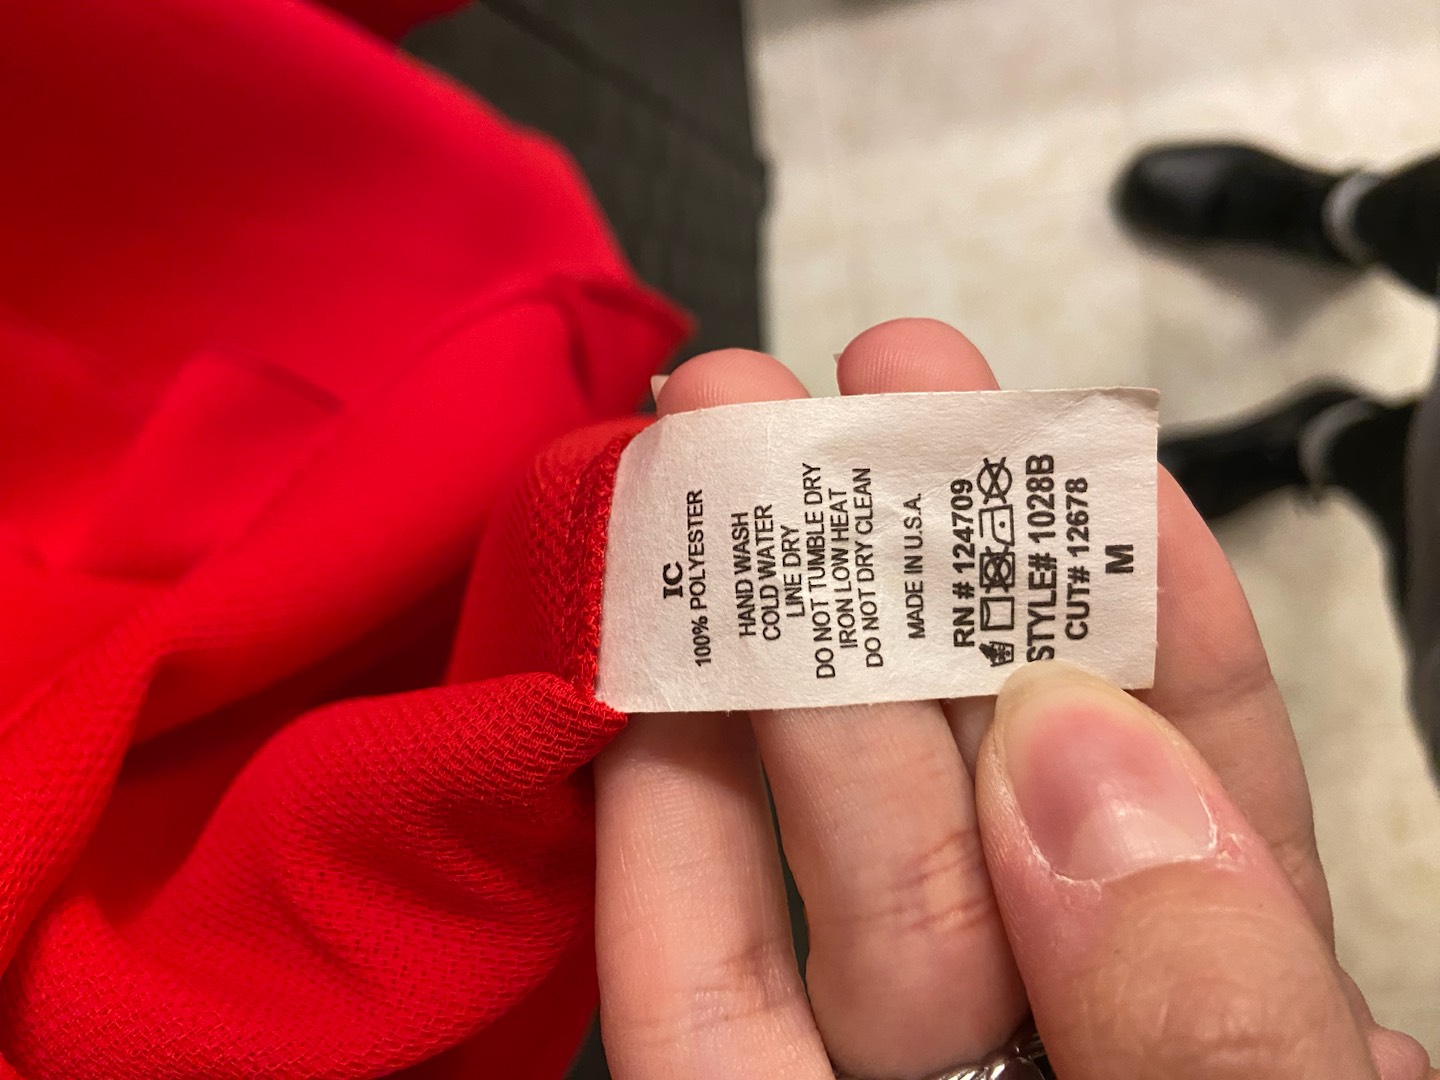 IC
100% POLYESTER
HAND WASH
COLD WATER
LINE DRY
DO NOT TUMBLE DRY
IRON LOW HEAT
DO NOT DRY CLEAN
MADE IN U.S.A.
RN # 124709
STYLE# 1028B
CUT# 12678
M